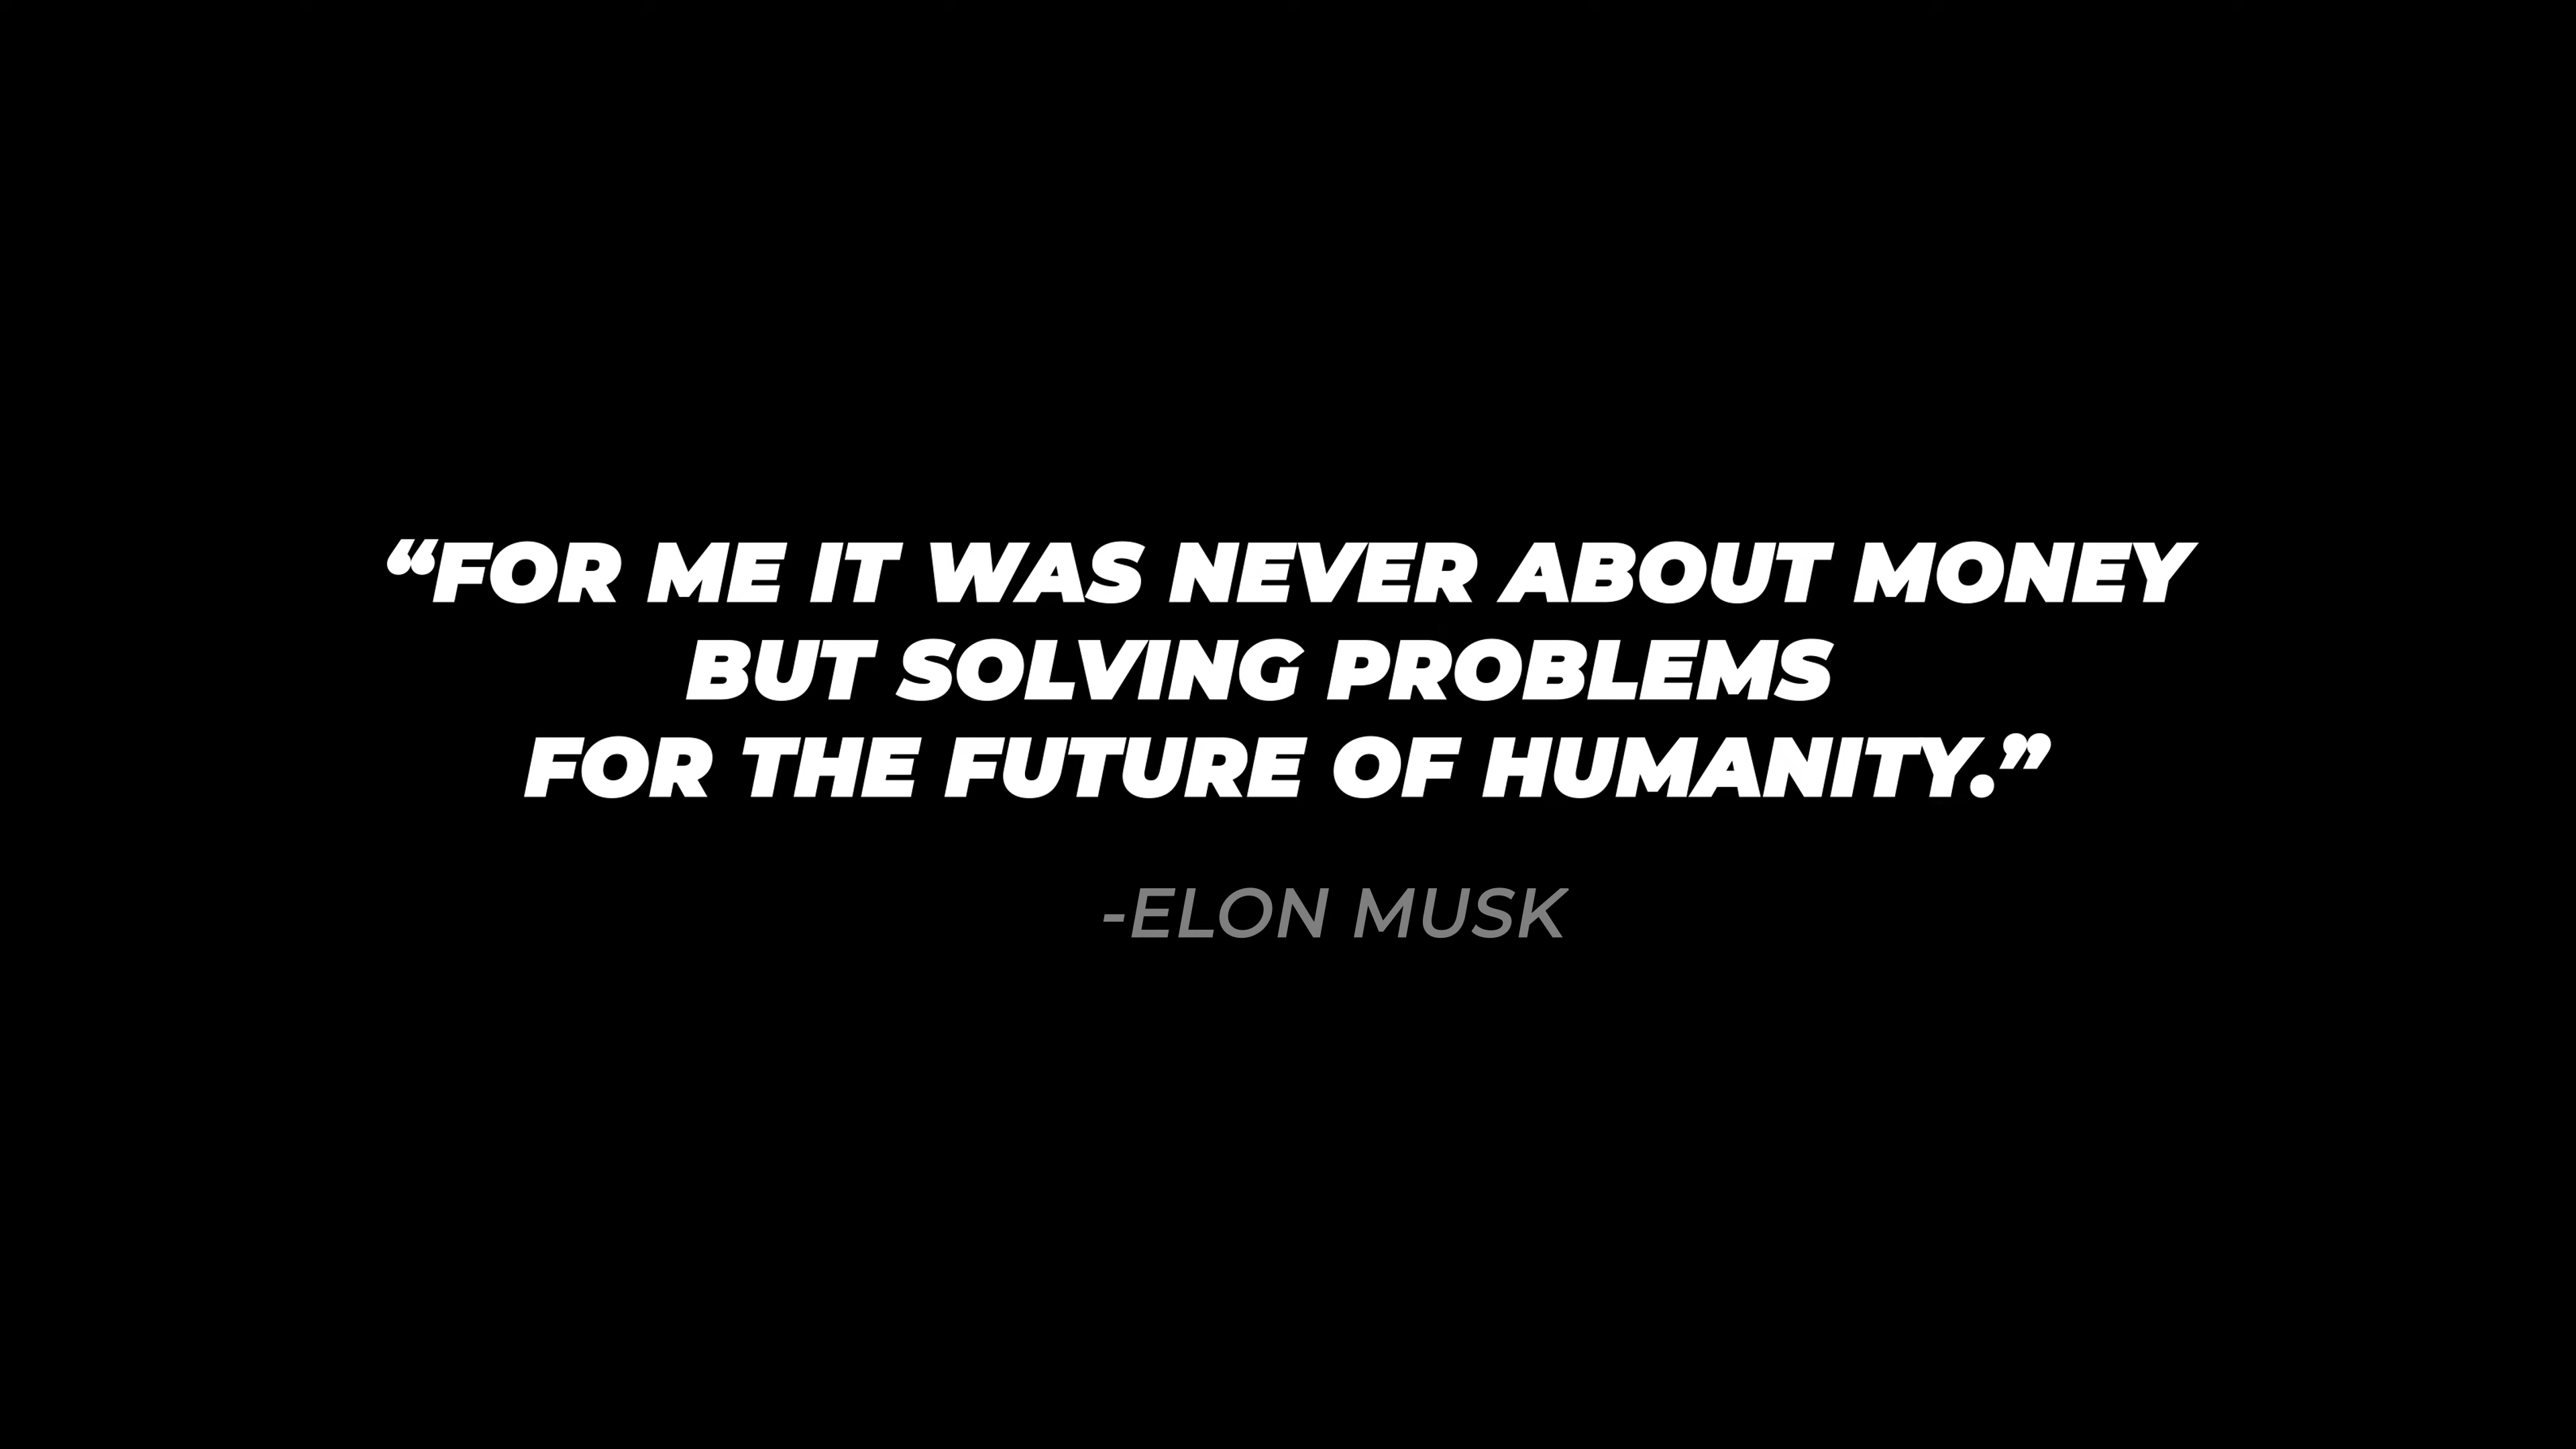 “FOR ME IT WAS NEVER ABOUT MONEY
BUT SOLVING PROBLEMS
FOR THE FUTURE OF HUMANITY.”
-ELON MUSK